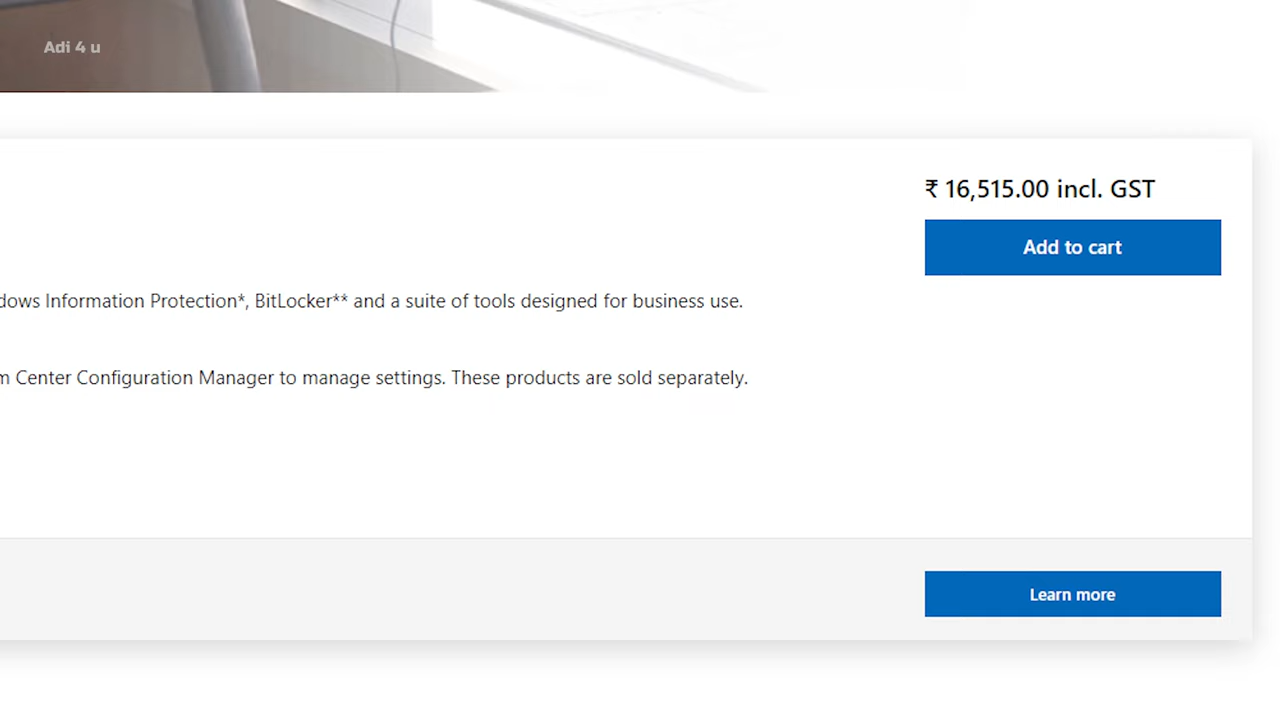 Adi 4 u
₹ 16,515.00 incl. GST
Add to cart
dows Information Protection*, BitLocker** and a suite of tools designed for business use.
m Center Configuration Manager to manage settings. These products are sold separately.
Learn more